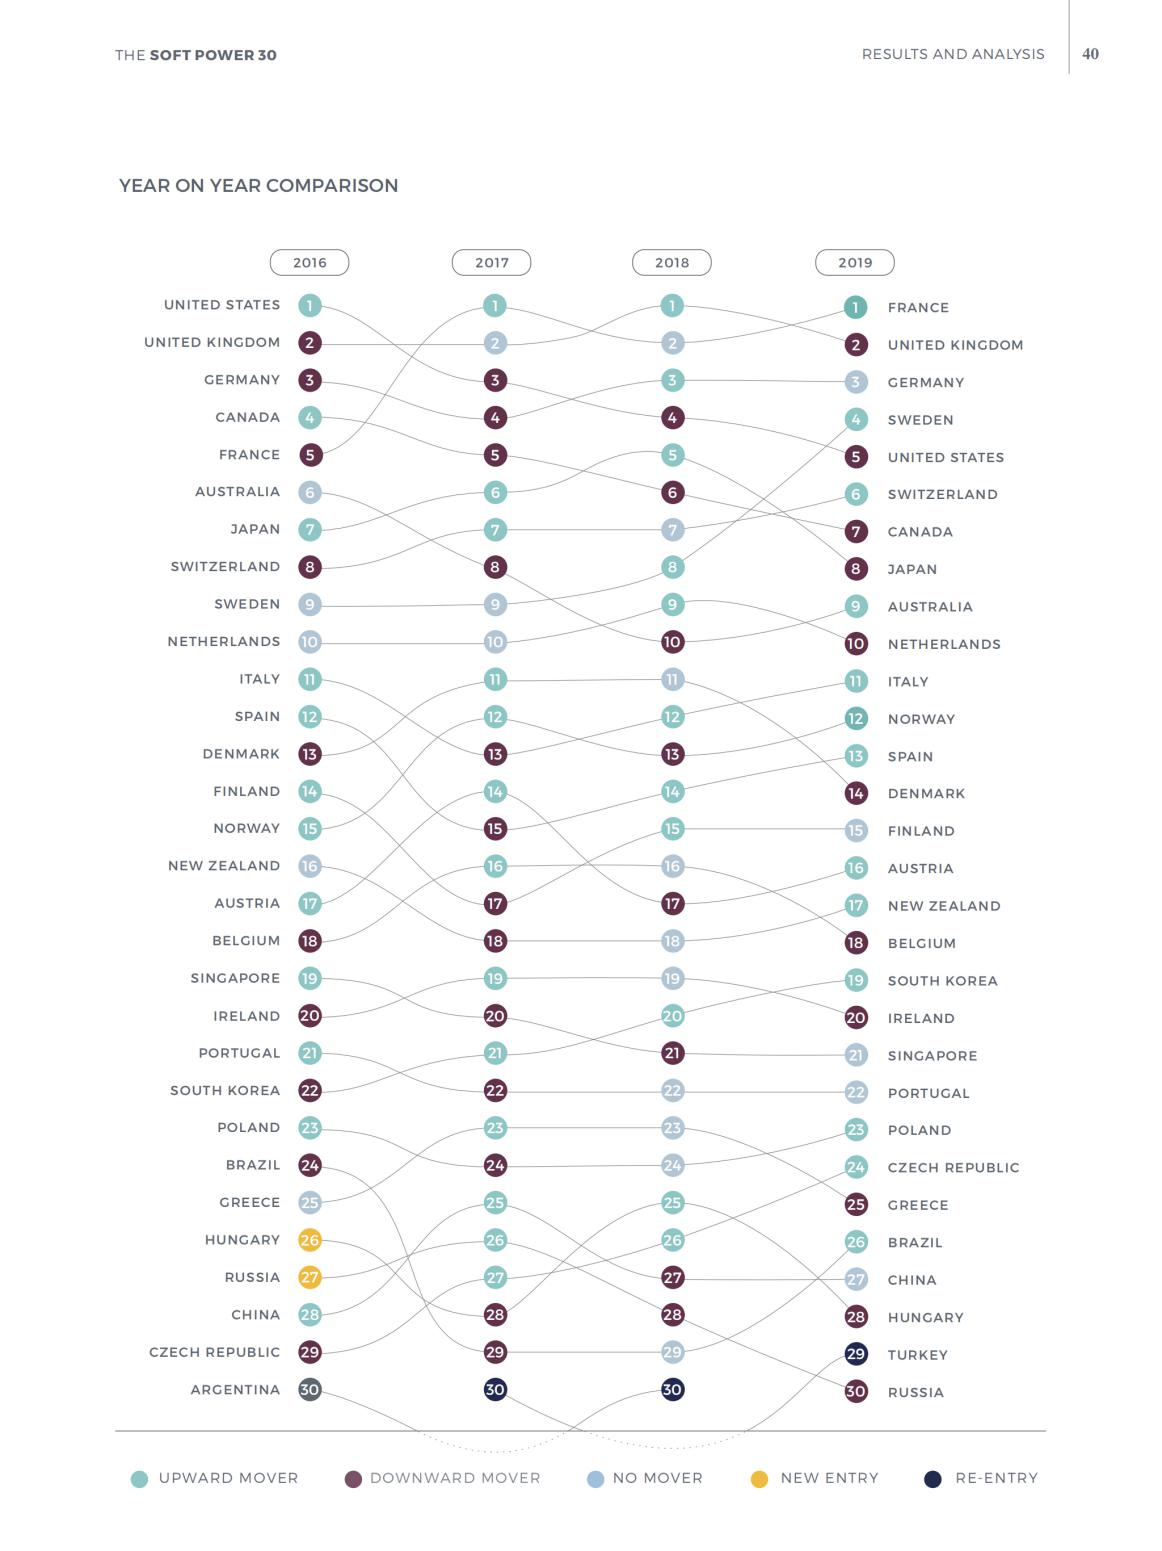 THE SOFT POWER 30
RESULTS AND ANALYSIS 40
YEAR ON YEAR COMPARISON
2016 2017 2018 2019
UNITED STATES 1 1 1 1 FRANCE
UNITED KINGDOM 2 2 2 2 UNITED KINGDOM
GERMANY 3 3 3 3 GERMANY
CANADA 4 4 4 4 SWEDEN
FRANCE 5 5 5 5 UNITED STATES
AUSTRALIA 6 6 6 6 SWITZERLAND
JAPAN 7 7 7 7 CANADA
SWITZERLAND 8 8 8 8 JAPAN
SWEDEN 9 9 9 9 AUSTRALIA
NETHERLANDS 10 10 10 10 NETHERLANDS
ITALY 11 11 11 11 ITALY
SPAIN 12 12 12 12 NORWAY
DENMARK 13 13 13 13 SPAIN
FINLAND 14 14 14 14 DENMARK
NORWAY 15 15 15 15 FINLAND
NEW ZEALAND 16 16 16 16 AUSTRIA
AUSTRIA 17 17 17 17 NEW ZEALAND
BELGIUM 18 18 18 18 BELGIUM
SINGAPORE 19 19 19 19 SOUTH KOREA
IRELAND 20 20 20 20 IRELAND
PORTUGAL 21 21 21 21 SINGAPORE
SOUTH KOREA 22 22 22 22 PORTUGAL
POLAND 23 23 23 23 POLAND
BRAZIL 24 24 24 24 CZECH REPUBLIC
GREECE 25 25 25 25 GREECE
HUNGARY 26 26 26 26 BRAZIL
RUSSIA 27 27 27 27 CHINA
CHINA 28 28 28 28 HUNGARY
CZECH REPUBLIC 29 29 29 29 TURKEY
ARGENTINA 30 30 30 30 RUSSIA
UPWARD MOVER DOWNWARD MOVER NO MOVER NEW ENTRY RE-ENTRY